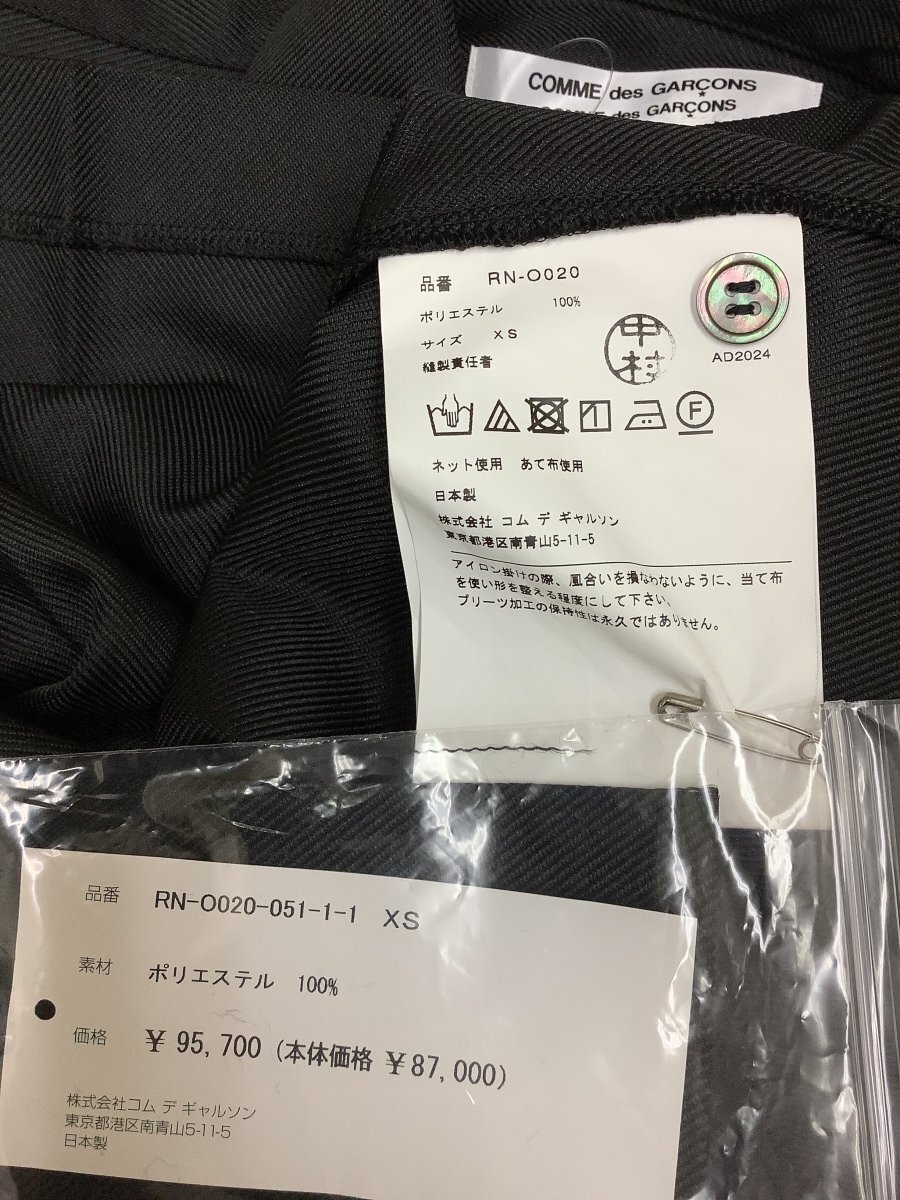 COMME des GARÇONS
des GARÇONS
品番 RN-O020
ポリエステル 100%
サイズ XS
縫製責任者
中村
AD2024
F
ネット使用 あて布使用
日本製
株式会社 コム デ ギャルソン
東京都港区南青山5-11-5
アイロン掛けの際、風合いを損なわないように、当て布
を使い形を整える程度にして下さい。
プリーツ加工の保持性は永久ではありません。
品番 RN-O020-051-1-1 XS
素材 ポリエステル 100%
価格 ¥ 95,700 (本体価格 ¥87,000)
株式会社コム デ ギャルソン
東京都港区南青山5-11-5
日本製